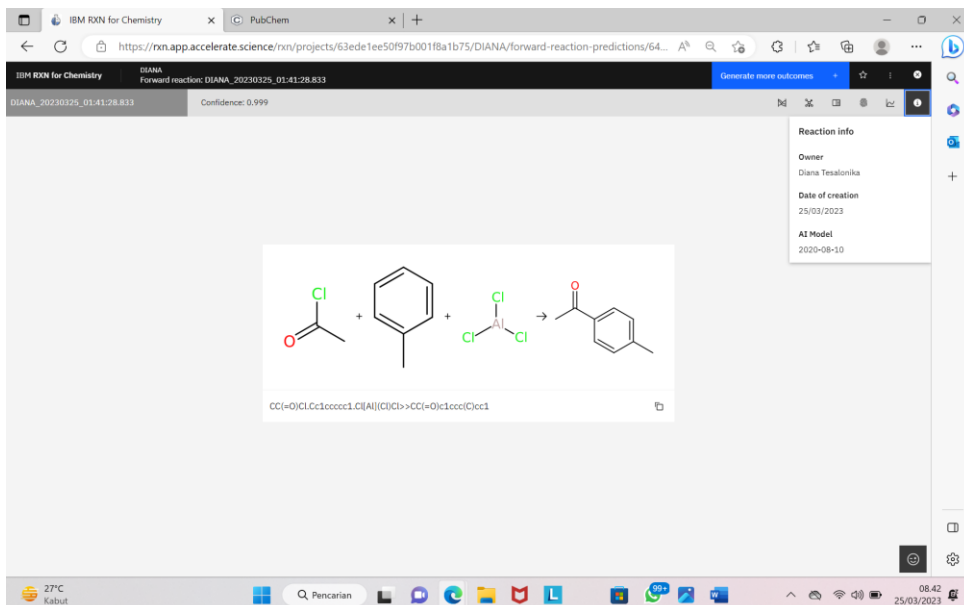 IBM RXN for Chemistry
PubChem
https://rxn.app.accelerate.science/rxn/projects/63ede1ee50f97b001f8a1b75/DIANA/forward-reaction-predictions/64...
IBM RXN for Chemistry
DIANA
Forward reaction: DIANA_20230325_01:41:28.833
Generate more outcomes +
DIANA_20230325_01:41:28.833
Confidence: 0.999
Reaction info
Owner
Diana Tesalonika
Date of creation
25/03/2023
AI Model
2020-08-10
Cl
O
+
+
Cl
Al
Cl
Cl
→
O
CC(=O)Cl.Cc1ccccc1.Cl[Al](Cl)Cl>>CC(=O)c1ccc(C)cc1
27°C
Kabut
Pencarian
99+
08.42
25/03/2023